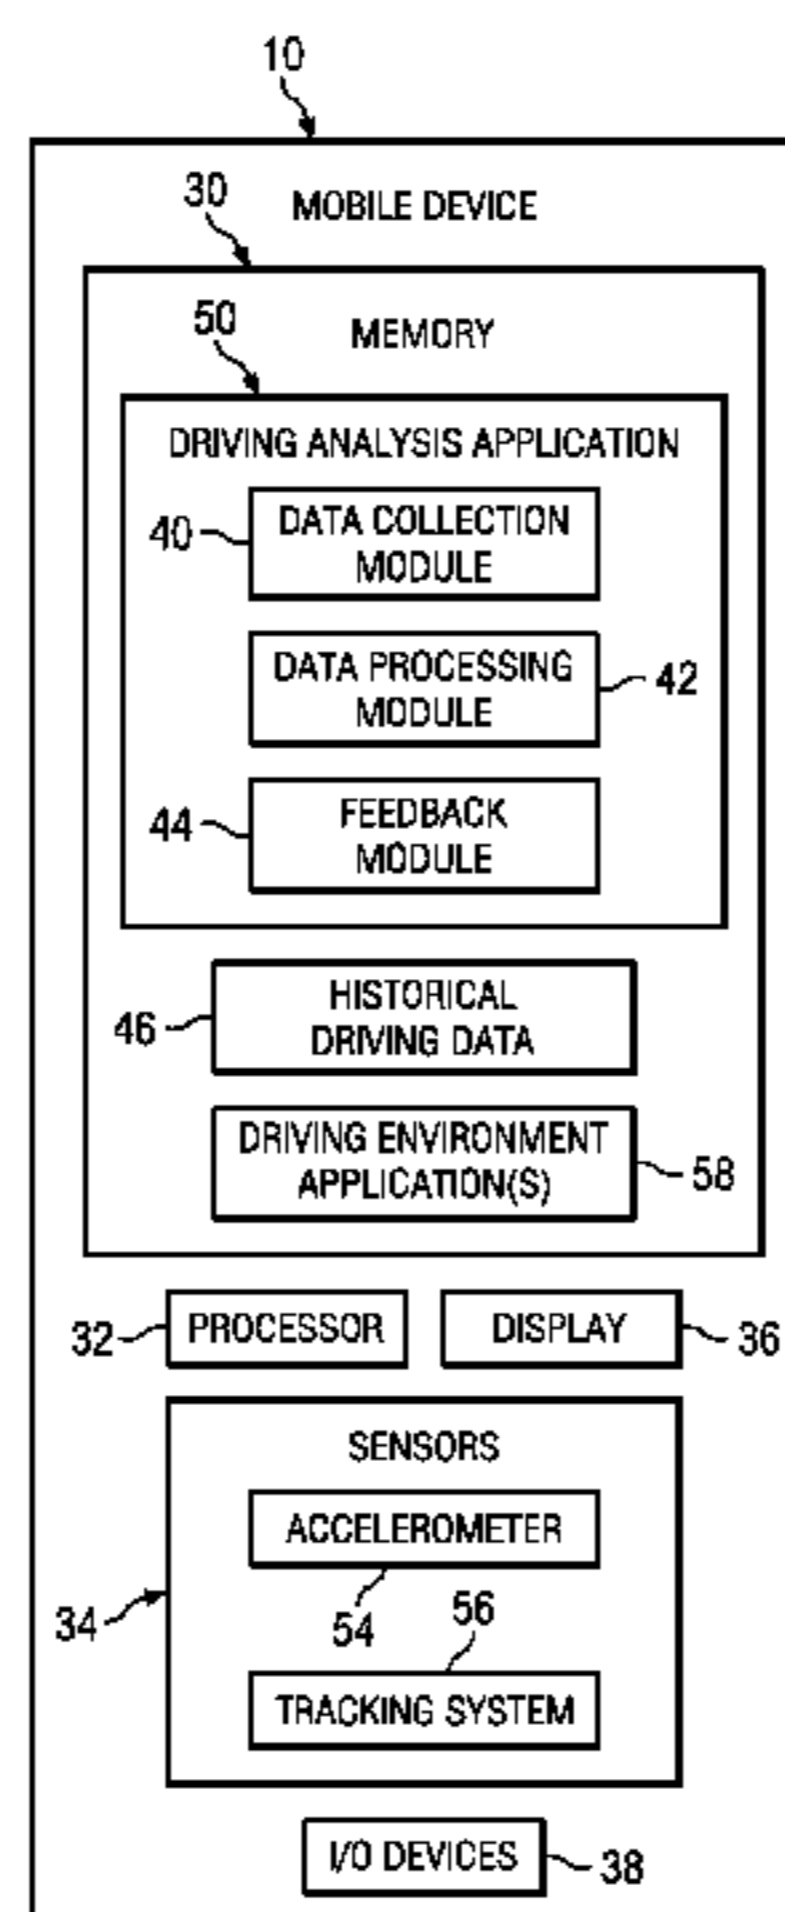 10
MOBILE DEVICE
30
MEMORY
50
DRIVING ANALYSIS APPLICATION
40
DATA COLLECTION
MODULE
DATA PROCESSING
MODULE
42
44
FEEDBACK
MODULE
46
HISTORICAL
DRIVING DATA
DRIVING ENVIRONMENT
APPLICATION(S)
58
32
PROCESSOR
DISPLAY
36
SENSORS
ACCELEROMETER
34
54
56
TRACKING SYSTEM
I/O DEVICES
38